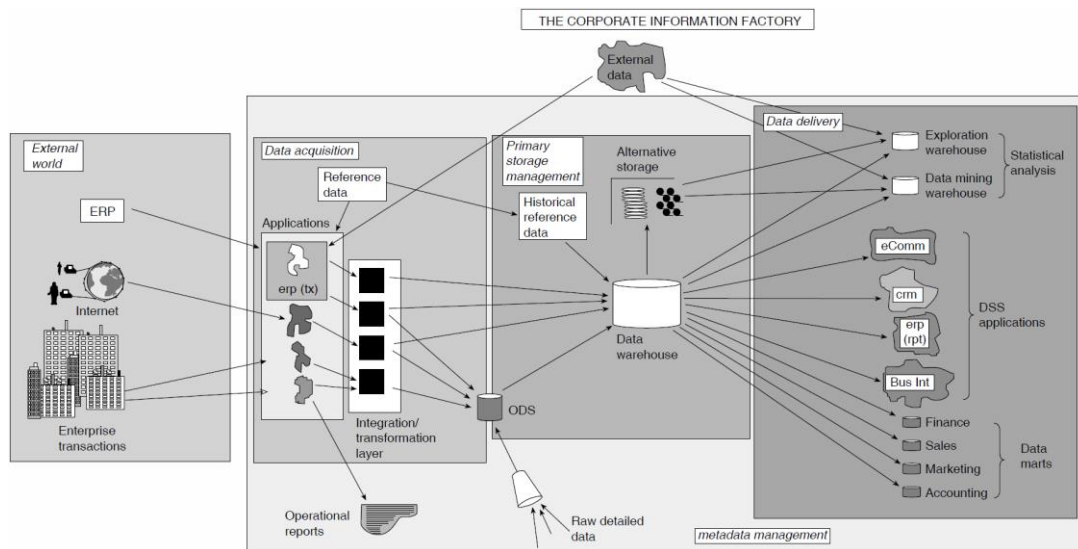 THE CORPORATE INFORMATION FACTORY
External
data
External
world
ERP
Internet
Enterprise
transactions
Data acquisition
Reference
data
Applications
erp (tx)
Integration/
transformation
layer
Operational
reports
Primary
storage
management
Historical
reference
data
Alternative
storage
Data
warehouse
ODS
Raw detailed
data
Data delivery
Exploration
warehouse
Data mining
warehouse
Statistical
analysis
eComm
crm
erp
(rpt)
Bus Int
DSS
applications
Finance
Sales
Marketing
Accounting
Data
marts
metadata management